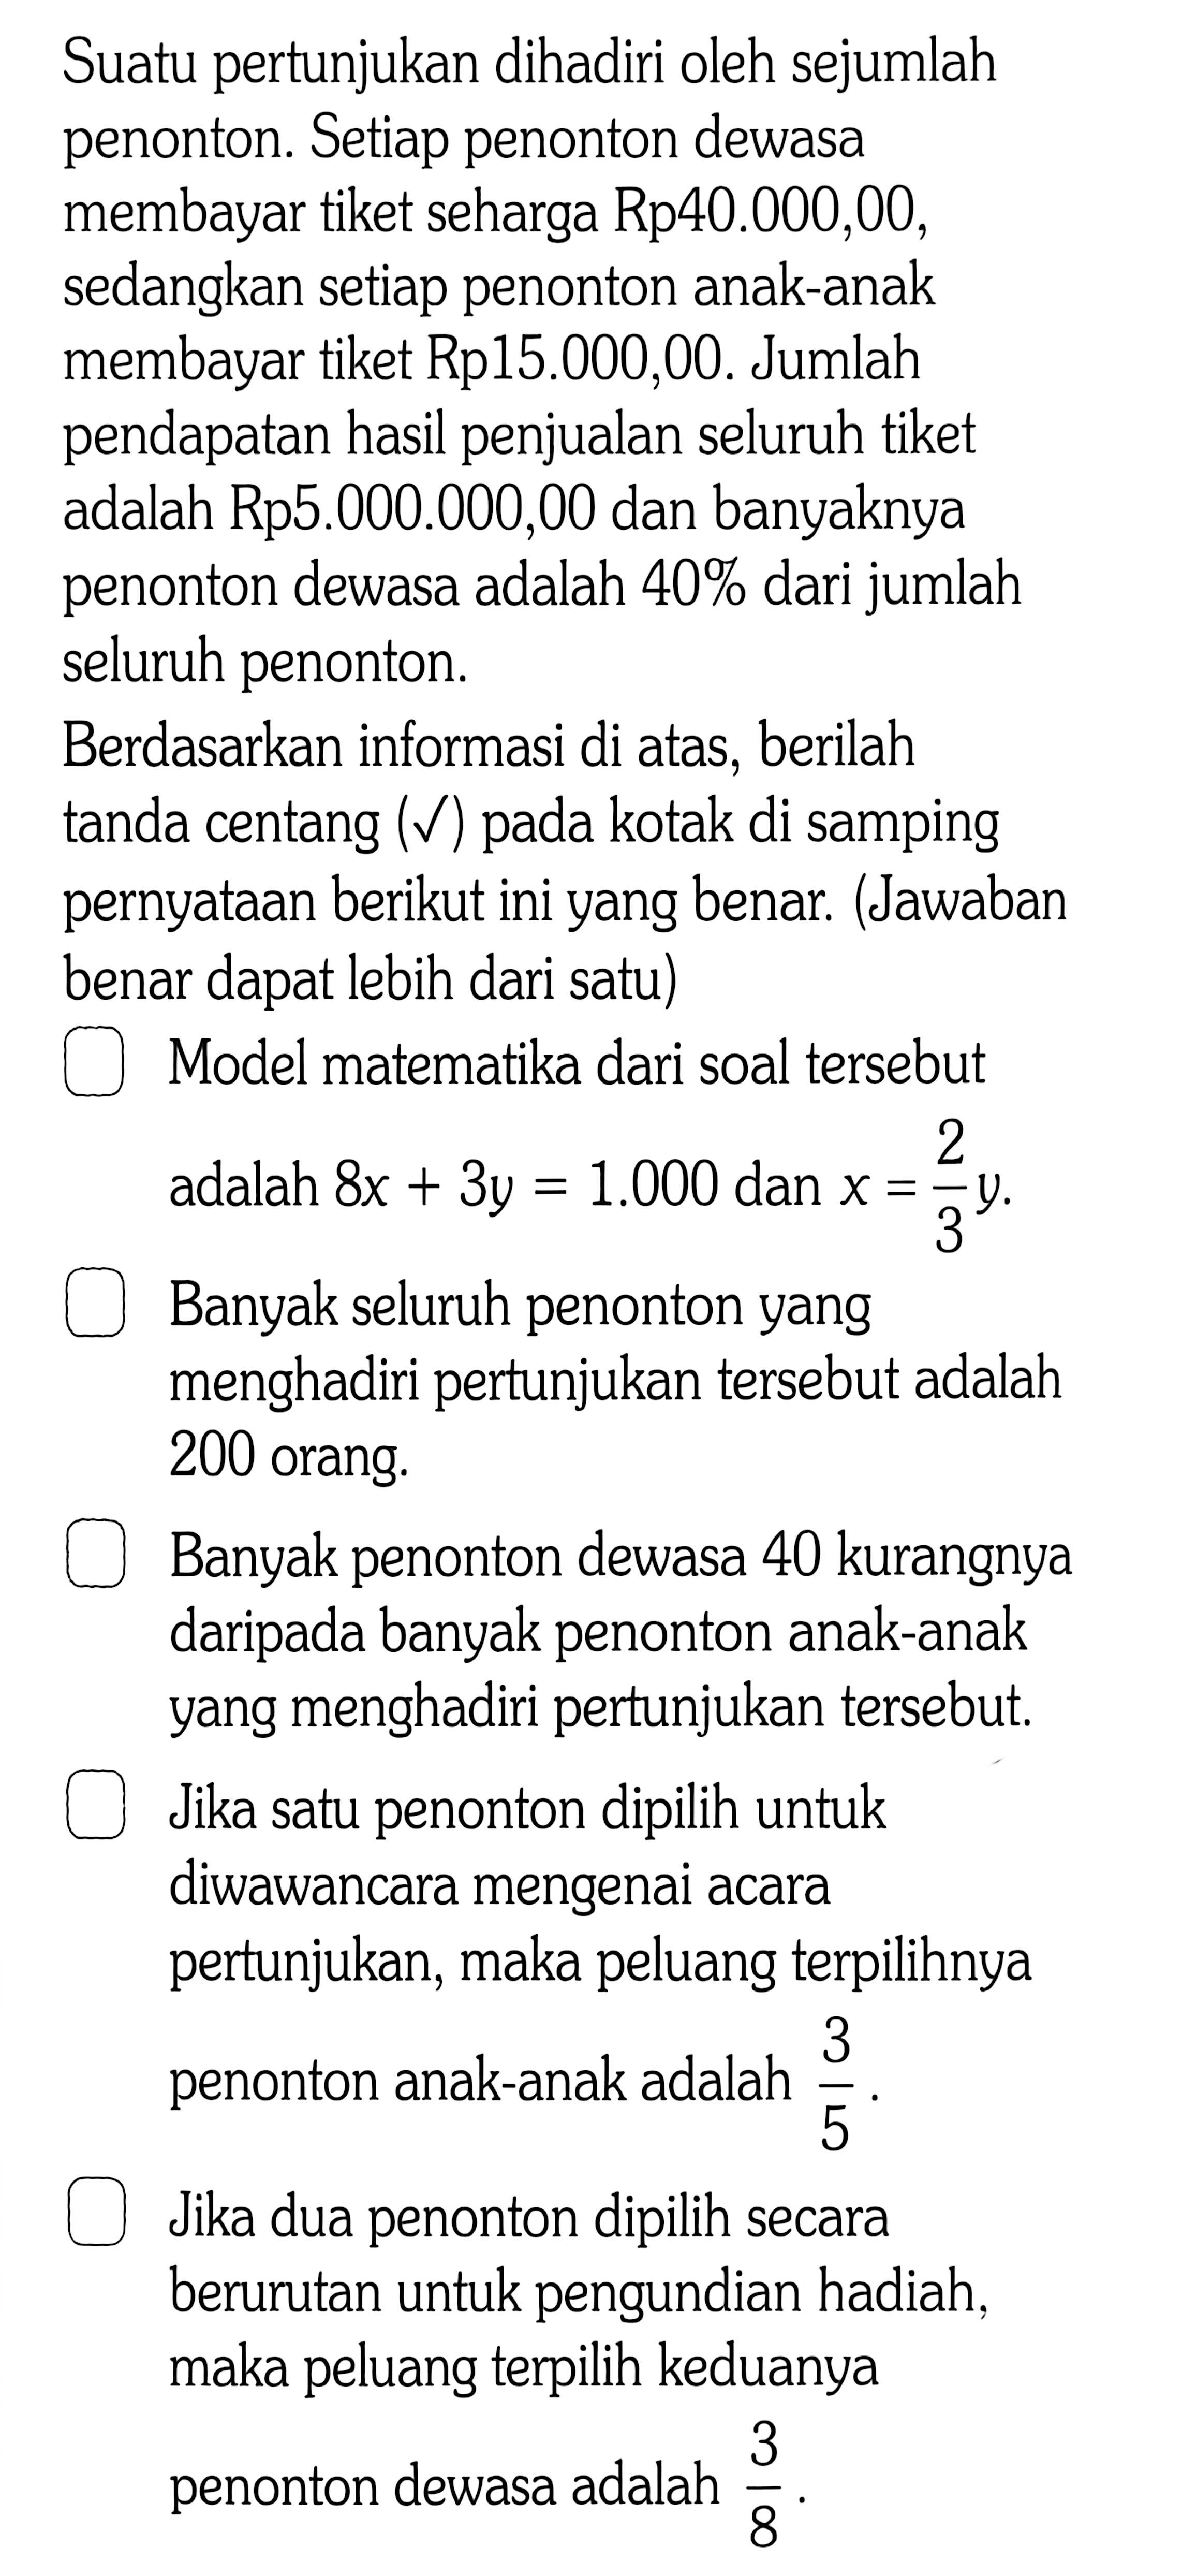 Suatu pertunjukan dihadiri oleh sejumlah
penonton. Setiap penonton dewasa
membayar tiket seharga Rp40.000,00,
sedangkan setiap penonton anak-anak
membayar tiket Rp15.000,00. Jumlah
pendapatan hasil penjualan seluruh tiket
adalah Rp5.000.000,00 dan banyaknya
penonton dewasa adalah 40% dari jumlah
seluruh penonton.
Berdasarkan informasi di atas, berilah
tanda centang (√) pada kotak di samping
pernyataan berikut ini yang benar. (Jawaban
benar dapat lebih dari satu)
Model matematika dari soal tersebut
adalah 8x + 3y = 1.000 dan x = 2/3 y.
Banyak seluruh penonton yang
menghadiri pertunjukan tersebut adalah
200 orang.
Banyak penonton dewasa 40 kurangnya
daripada banyak penonton anak-anak
yang menghadiri pertunjukan tersebut.
Jika satu penonton dipilih untuk
diwawancara mengenai acara
pertunjukan, maka peluang terpilihnya
penonton anak-anak adalah 3/5 .
Jika dua penonton dipilih secara
berurutan untuk pengundian hadiah,
maka peluang terpilih keduanya
penonton dewasa adalah 3/8 .